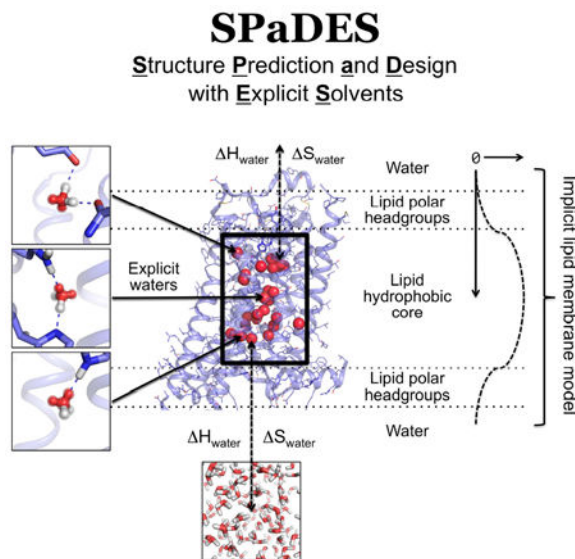 SPaDES
Structure Prediction and Design
with Explicit Solvents
ΔHwater
ΔSwater
Water
0
Lipid polar
headgroups
Explicit
waters
Lipid
hydrophobic
core
Lipid polar
headgroups
ΔHwater
ΔSwater
Water
Implicit lipid membrane model